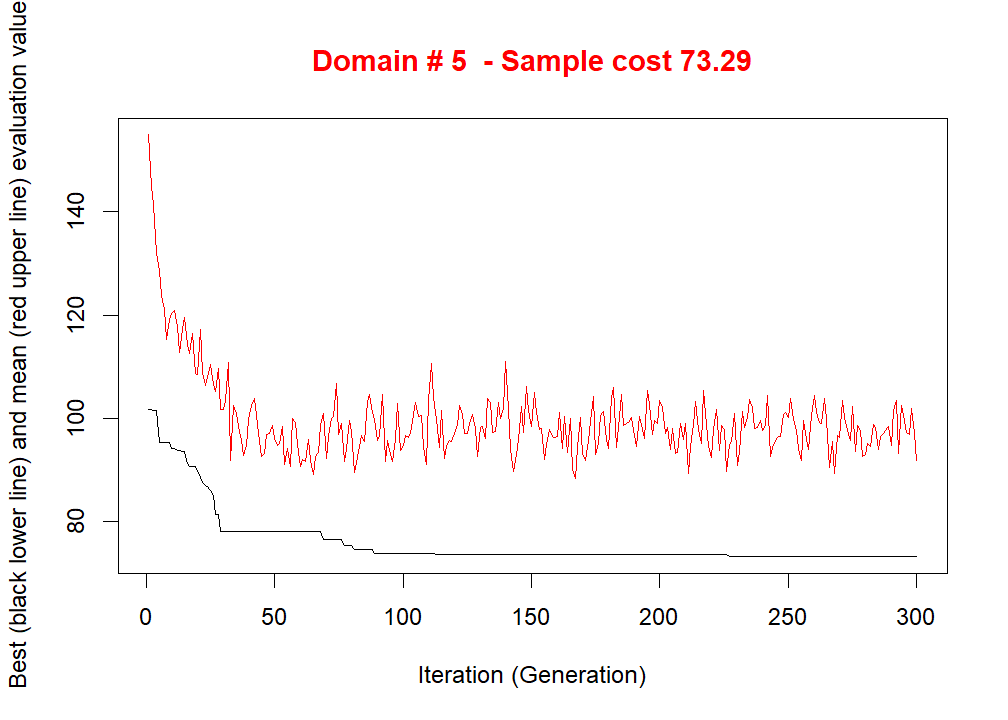 Domain # 5  - Sample cost 73.29
Best (black lower line) and mean (red upper line) evaluation value
140
120
100
80
0 50 100 150 200 250 300
Iteration (Generation)